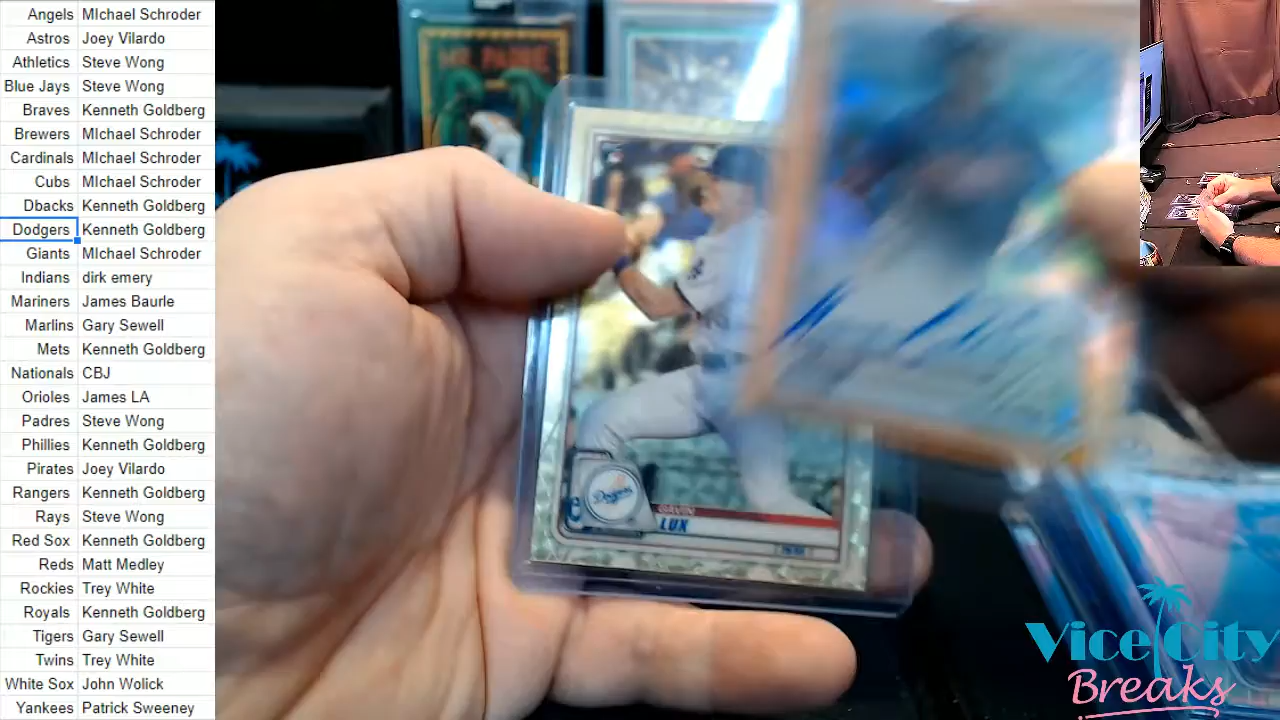 Angels MIchael Schroder
Astros Joey Vilardo
Athletics Steve Wong
Blue Jays Steve Wong
Braves Kenneth Goldberg
Brewers MIchael Schroder
Cardinals MIchael Schroder
Cubs MIchael Schroder
Dbacks Kenneth Goldberg
Dodgers Kenneth Goldberg
Giants MIchael Schroder
Indians dirk emery
Mariners James Baurle
Marlins Gary Sewell
Mets Kenneth Goldberg
Nationals CBJ
Orioles James LA
Padres Steve Wong
Phillies Kenneth Goldberg
Pirates Joey Vilardo
Rangers Kenneth Goldberg
Rays Steve Wong
Red Sox Kenneth Goldberg
Reds Matt Medley
Rockies Trey White
Royals Kenneth Goldberg
Tigers Gary Sewell
Twins Trey White
White Sox John Wolick
Yankees Patrick Sweeney
MR. PADRE
Dodgers
GAVIN
LUX
Vice City
Breaks